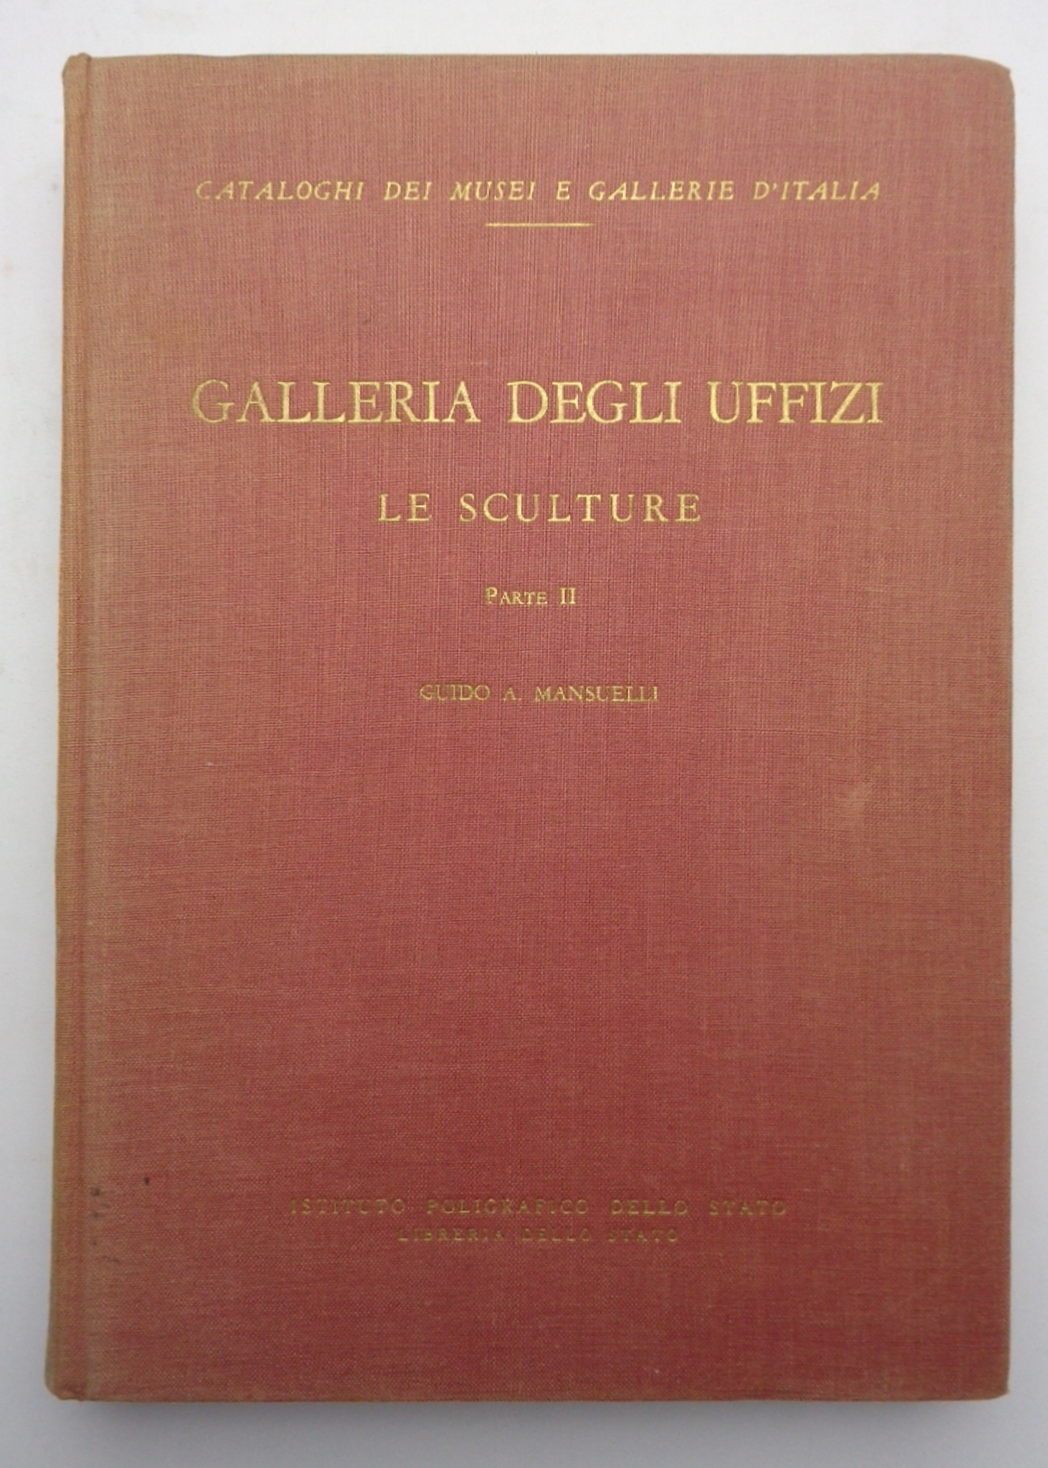 CATALOGHI DEI MUSEI E GALLERIE D'ITALIA
GALLERIA DEGLI UFFIZI
LE SCULTURE
PARTE II
GUIDO A. MANSUELLI
ISTITUTO POLIGRAFICO DELLO STATO
LIBRERIA DELLO STATO